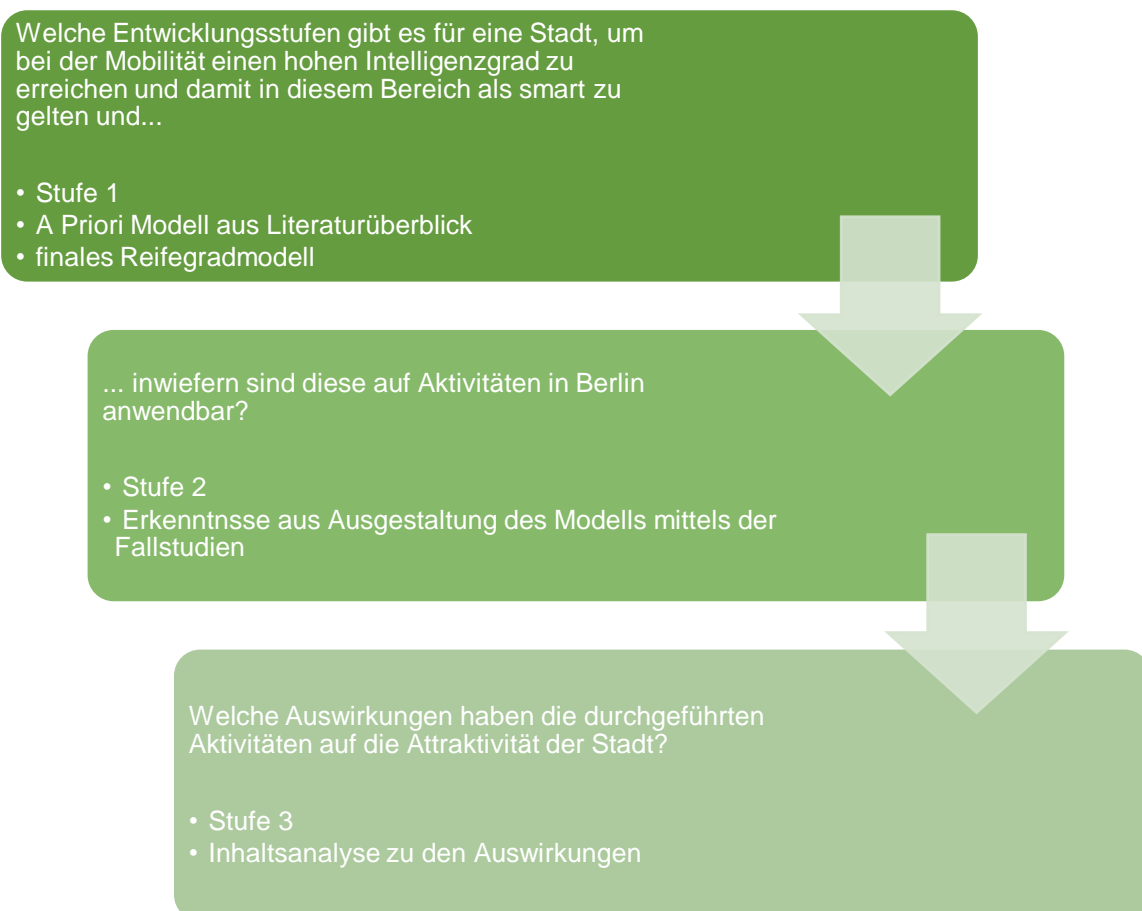 Welche Entwicklungsstufen gibt es für eine Stadt, um
bei der Mobilität einen hohen Intelligenzgrad zu
erreichen und damit in diesem Bereich als smart zu
gelten und...
• Stufe 1
• A Priori Modell aus Literaturüberblick
• finales Reifegradmodell
... inwiefern sind diese auf Aktivitäten in Berlin
anwendbar?
• Stufe 2
• Erkenntnsse aus Ausgestaltung des Modells mittels der
Fallstudien
Welche Auswirkungen haben die durchgeführten
Aktivitäten auf die Attraktivität der Stadt?
• Stufe 3
• Inhaltsanalyse zu den Auswirkungen